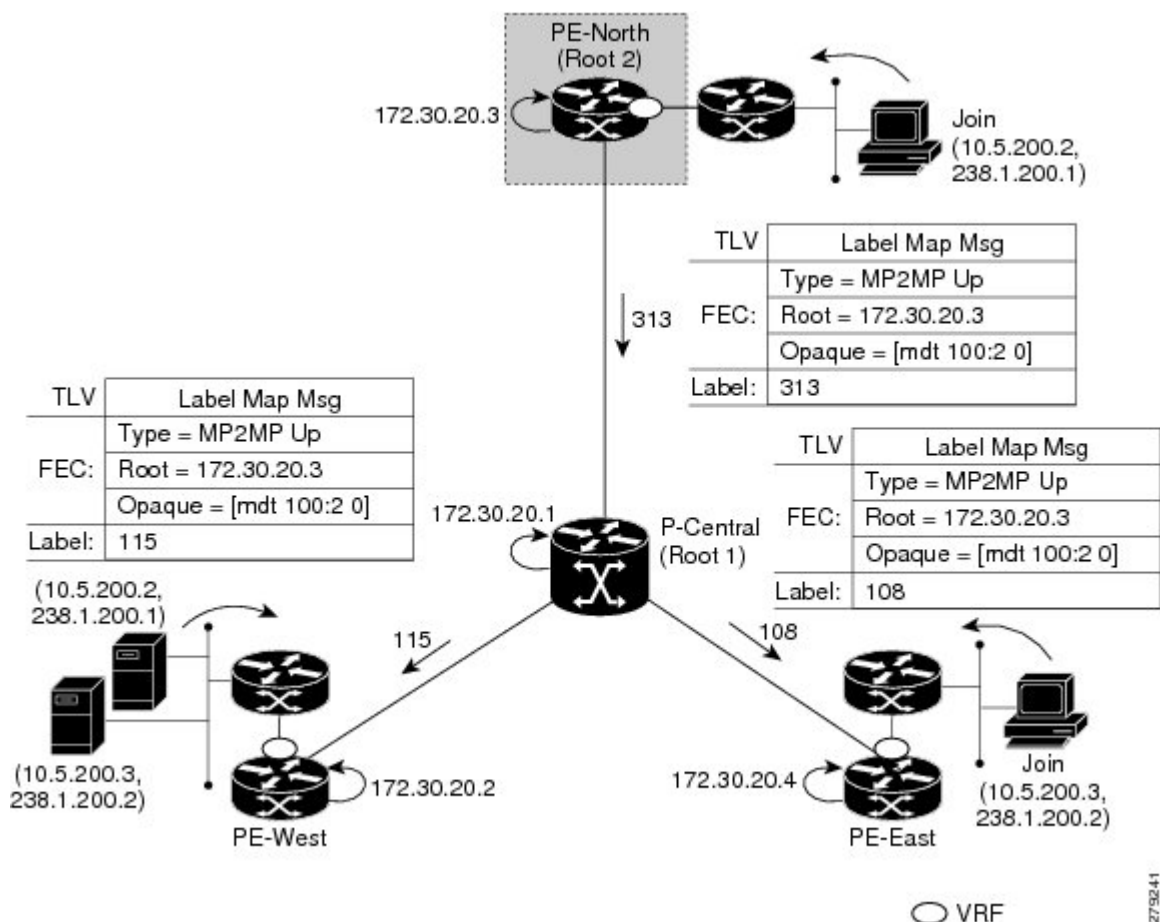 PE-North
(Root 2)
172.30.20.3
Join
(10.5.200.2,
238.1.200.1)
TLV Label Map Msg
Type = MP2MP Up
FEC: Root = 172.30.20.3
Opaque = [mdt 100:2 0]
Label: 313
313
TLV Label Map Msg
Type = MP2MP Up
FEC: Root = 172.30.20.3
Opaque = [mdt 100:2 0]
Label: 115
TLV Label Map Msg
Type = MP2MP Up
FEC: Root = 172.30.20.3
Opaque = [mdt 100:2 0]
Label: 108
172.30.20.1
P-Central
(Root 1)
(10.5.200.2,
238.1.200.1)
115
108
(10.5.200.3,
238.1.200.2)
172.30.20.2
PE-West
172.30.20.4
PE-East
Join
(10.5.200.3,
238.1.200.2)
VRF
279241